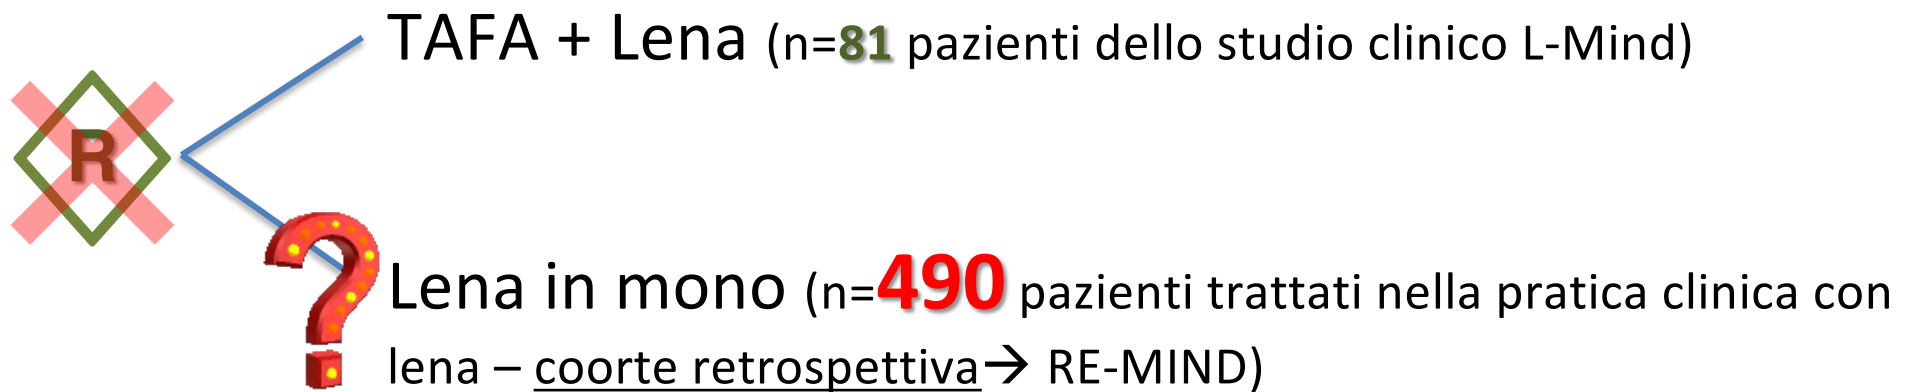 TAFA + Lena (n=81 pazienti dello studio clinico L-Mind)
R
Lena in mono (n=490 pazienti trattati nella pratica clinica con
lena – coorte retrospettiva→ RE-MIND)